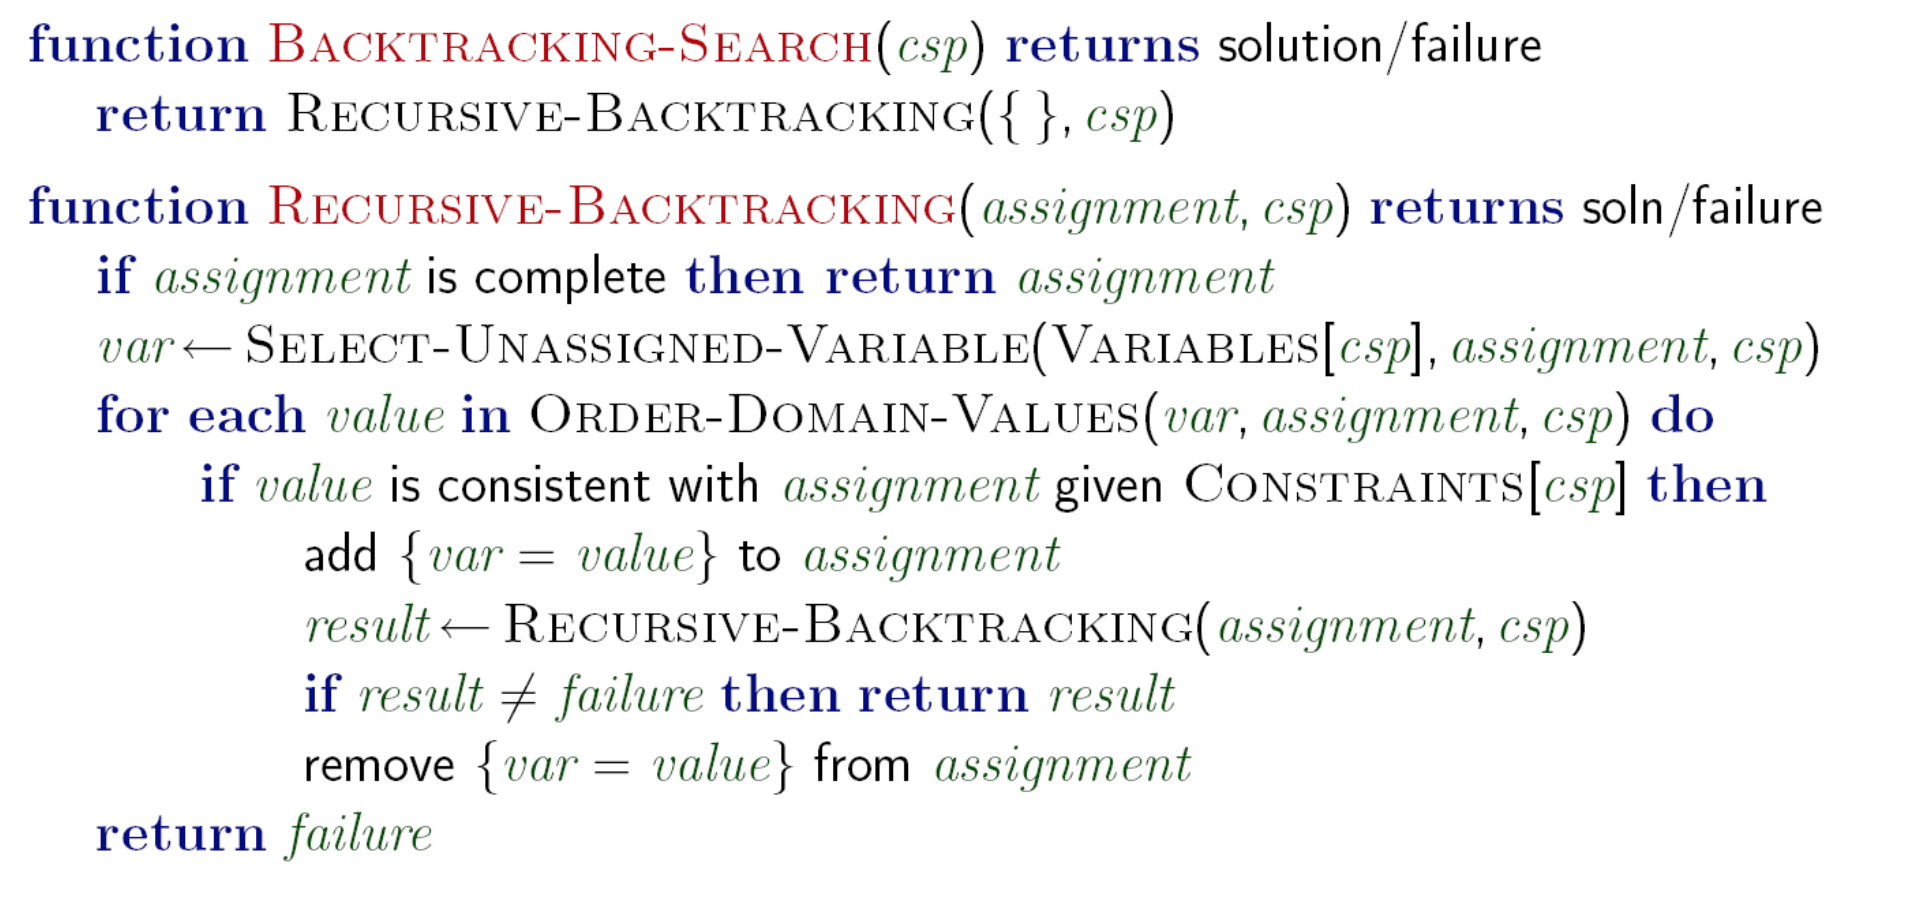 function BACKTRACKING-SEARCH(csp) returns solution/failure
return RECURSIVE-BACKTRACKING({ }, csp)
function RECURSIVE-BACKTRACKING(assignment, csp) returns soln/failure
if assignment is complete then return assignment
var ← SELECT-UNASSIGNED-VARIABLE(VARIABLES[csp], assignment, csp)
for each value in ORDER-DOMAIN-VALUES(var, assignment, csp) do
if value is consistent with assignment given CONSTRAINTS[csp] then
add {var = value} to assignment
result ← RECURSIVE-BACKTRACKING(assignment, csp)
if result ≠ failure then return result
remove {var = value} from assignment
return failure